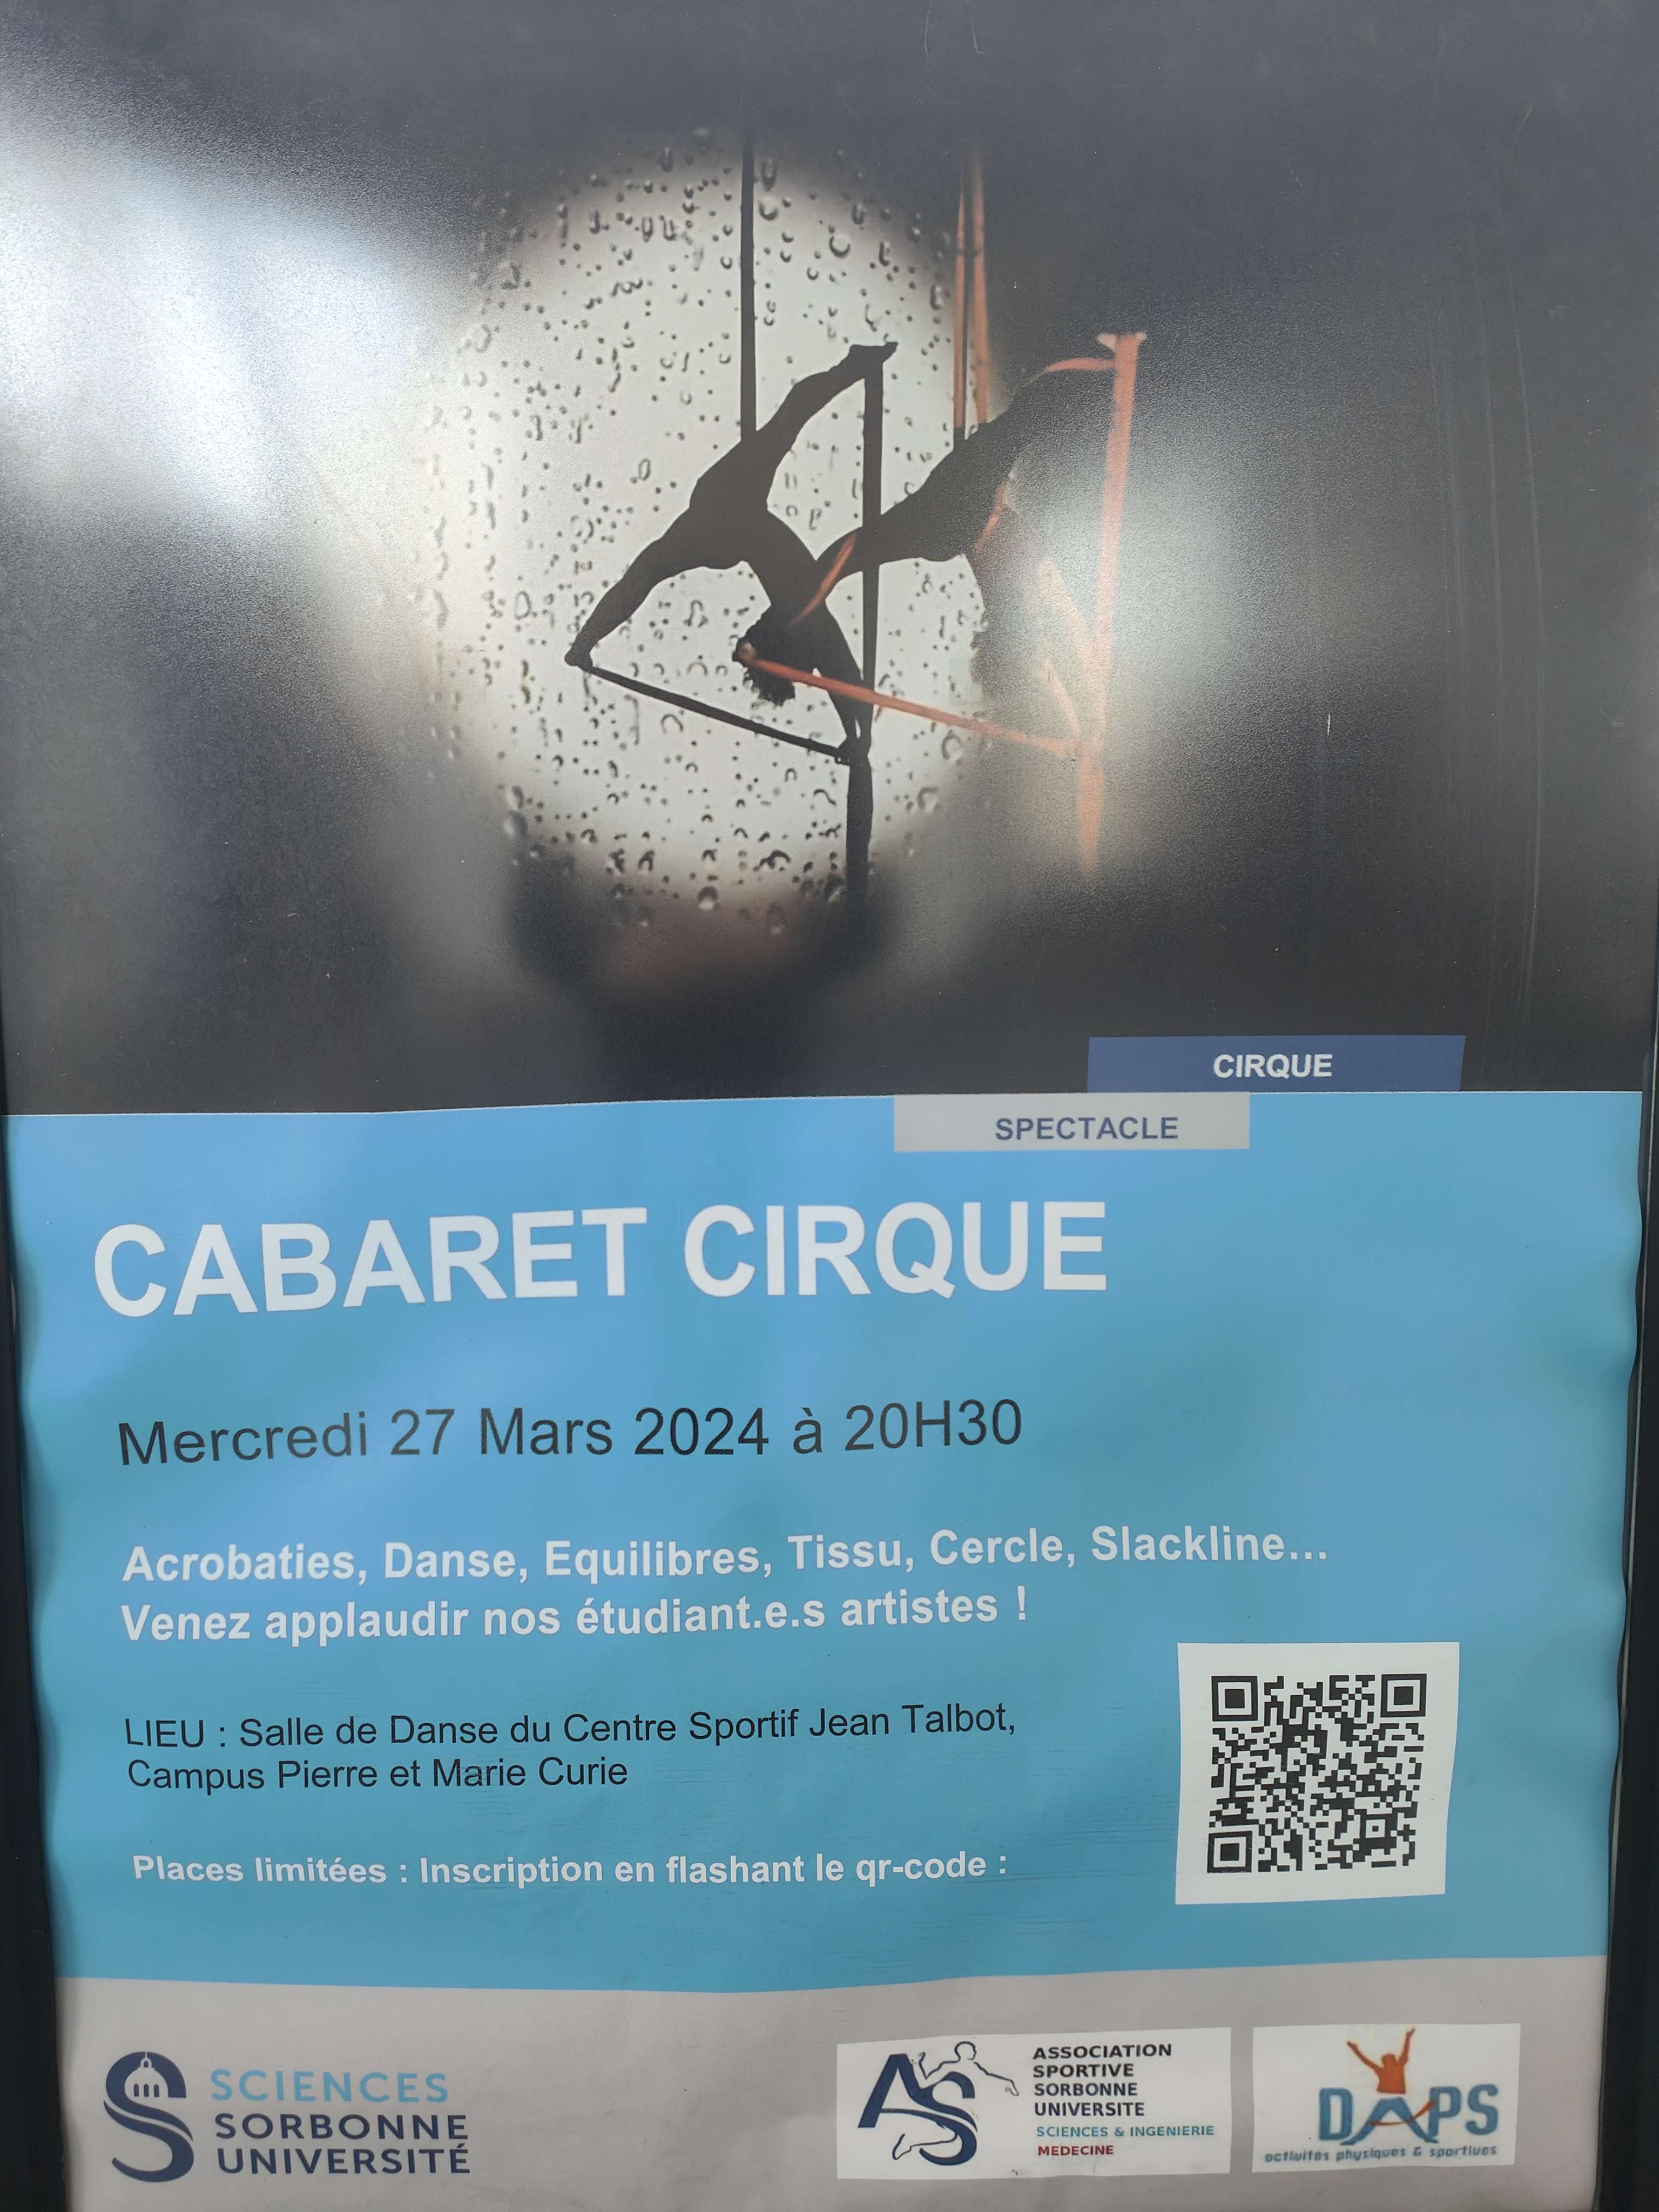 CIRQUE
SPECTACLE
CABARET CIRQUE
Mercredi 27 Mars 2024 à 20H30
Acrobaties, Danse, Equilibres, Tissu, Cercle, Slackline...
Venez applaudir nos étudiant.e.s artistes !
LIEU : Salle de Danse du Centre Sportif Jean Talbot,
Campus Pierre et Marie Curie
Places limitées : Inscription en flashant le qr-code :
SCIENCES
SORBONNE
UNIVERSITÉ
AS
ASSOCIATION
SPORTIVE
SORBONNE
UNIVERSITE
SCIENCES & INGENIERIE
MEDECINE
DAPS
activités physiques & sportives